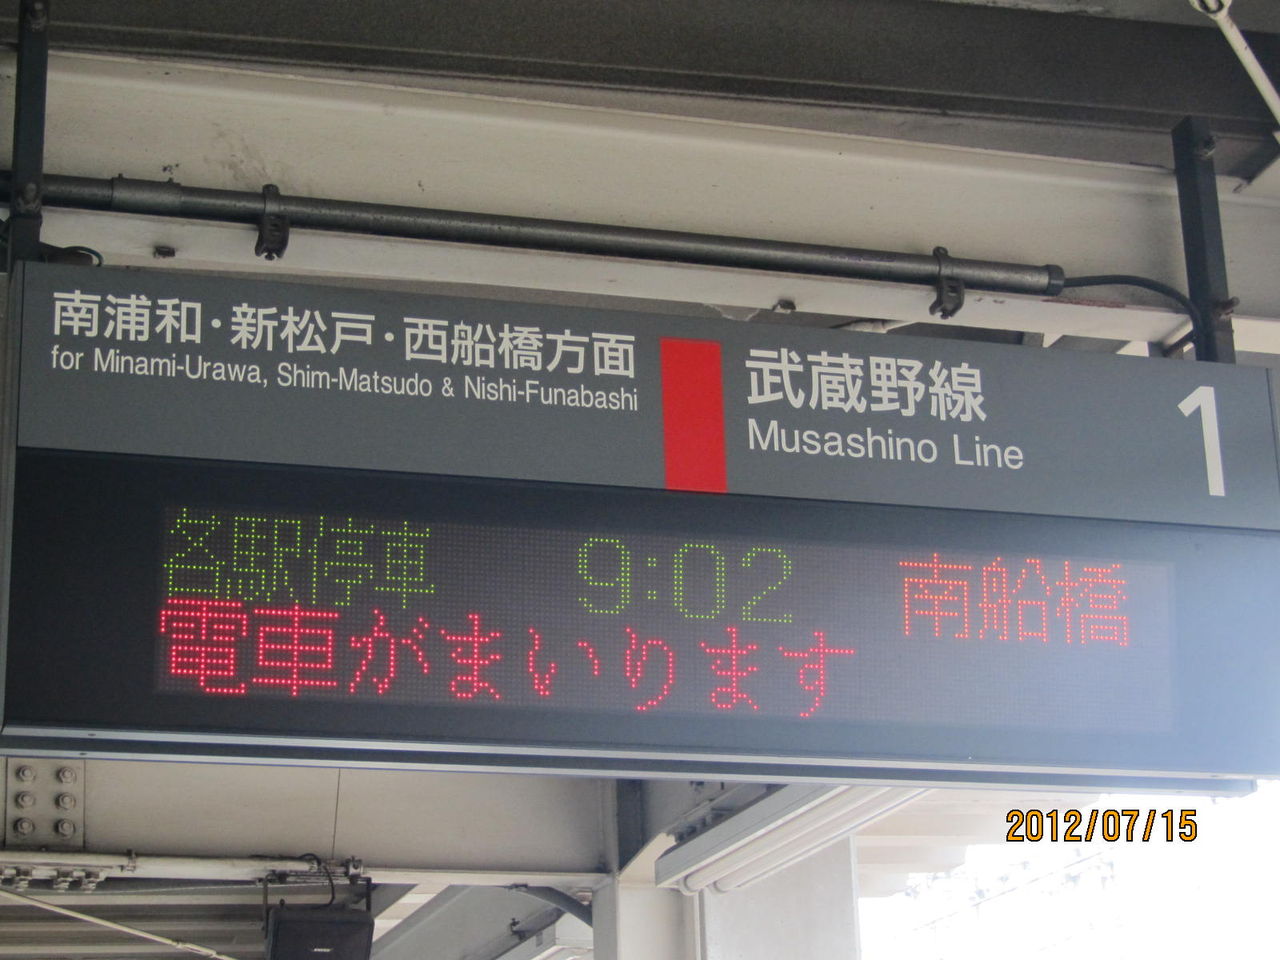 南浦和・新松戸・西船橋方面
for Minami-Urawa, Shim-Matsudo & Nishi-Funabashi
武蔵野線
Musashino Line
1
各駅停車 9:02 南船橋
電車がまいります
2012/07/15